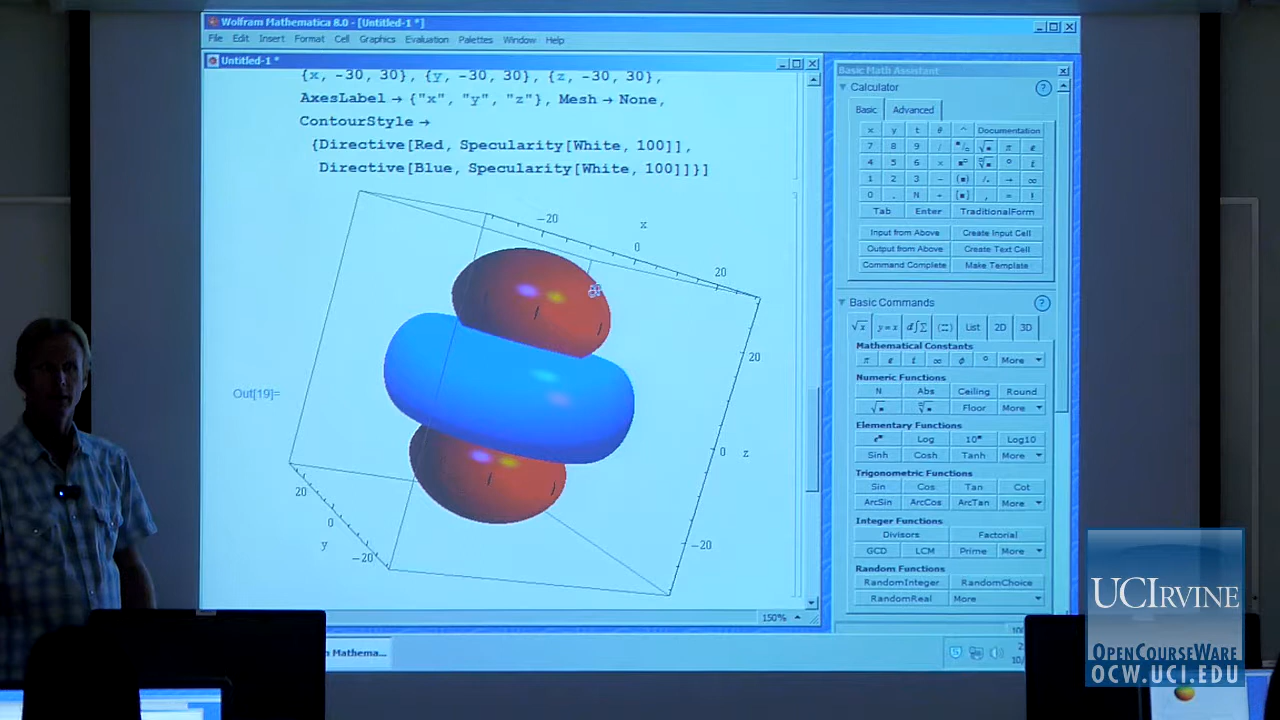 Wolfram Mathematica 8.0 - [Untitled-1 *]
File Edit Insert Format Cell Graphics Evaluation Palettes Window Help
Untitled-1 *
{x, -30, 30}, {y, -30, 30}, {z, -30, 30},
AxesLabel → {"x", "y", "z"}, Mesh → None,
ContourStyle →
{Directive[Red, Specularity[White, 100]],
Directive[Blue, Specularity[White, 100]]}]
Out[19]=
-20 x
0
20
20
0 z
-20
20
0
y
-20
150%
Basic Math Assistant
Calculator ?
Basic Advanced
x y t θ Documentation
7 8 9 / π
4 5 6 ×
1 2 3 − → ∞
0 . N + , = !
Tab Enter TraditionalForm
Input from Above Create Input Cell
Output from Above Create Text Cell
Command Complete Make Template
Basic Commands ?
√x y=x d∫Σ List 2D 3D
Mathematical Constants
π ∞ ϕ ° More
Numeric Functions
N Abs Ceiling Round
Floor More
Elementary Functions
Log Log10
Sinh Cosh Tanh More
Trigonometric Functions
Sin Cos Tan Cot
ArcSin ArcCos ArcTan More
Integer Functions
Divisors Factorial
GCD LCM Prime More
Random Functions
RandomInteger RandomChoice
RandomReal More
Mathema...
UCIRVINE
OPENCOURSEWARE
OCW.UCI.EDU